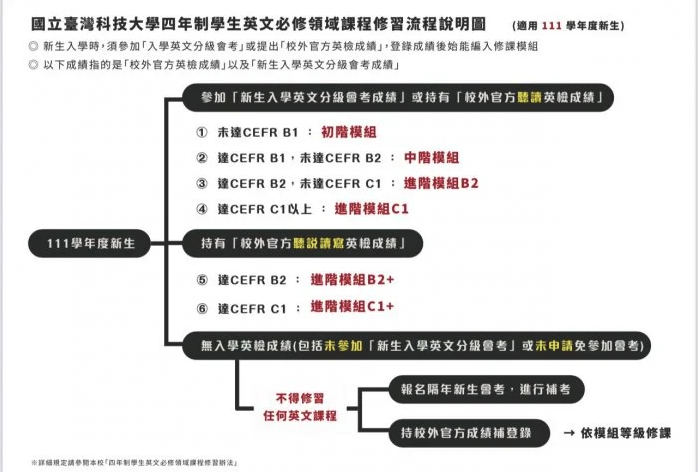 國立臺灣科技大學四年制學生英文必修領域課程修習流程說明圖 (適用 111 學年度新生)
◎ 新生入學時，須參加「入學英文分級會考」或提出「校外官方英檢成績」，登錄成績後始能編入修課模組
◎ 以下成績指的是「校外官方英檢成績」以及「新生入學英文分級會考成績」
參加「新生入學英文分級會考成績」或持有「校外官方聽讀英檢成績」
① 未達CEFR B1 ： 初階模組
② 達CEFR B1，未達CEFR B2 ： 中階模組
③ 達CEFR B2，未達CEFR C1 ： 進階模組B2
④ 達CEFR C1以上 ： 進階模組C1
111學年度新生
持有「校外官方聽說讀寫英檢成績」
⑤ 達CEFR B2 ： 進階模組B2+
⑥ 達CEFR C1 ： 進階模組C1+
無入學英檢成績(包括未參加「新生入學英文分級會考」或未申請免參加會考)
不得修習
任何英文課程
報名隔年新生會考，進行補考
持校外官方成績補登錄 → 依模組等級修課
※詳細規定請參閱本校「四年制學生英文必修領域課程修習辦法」